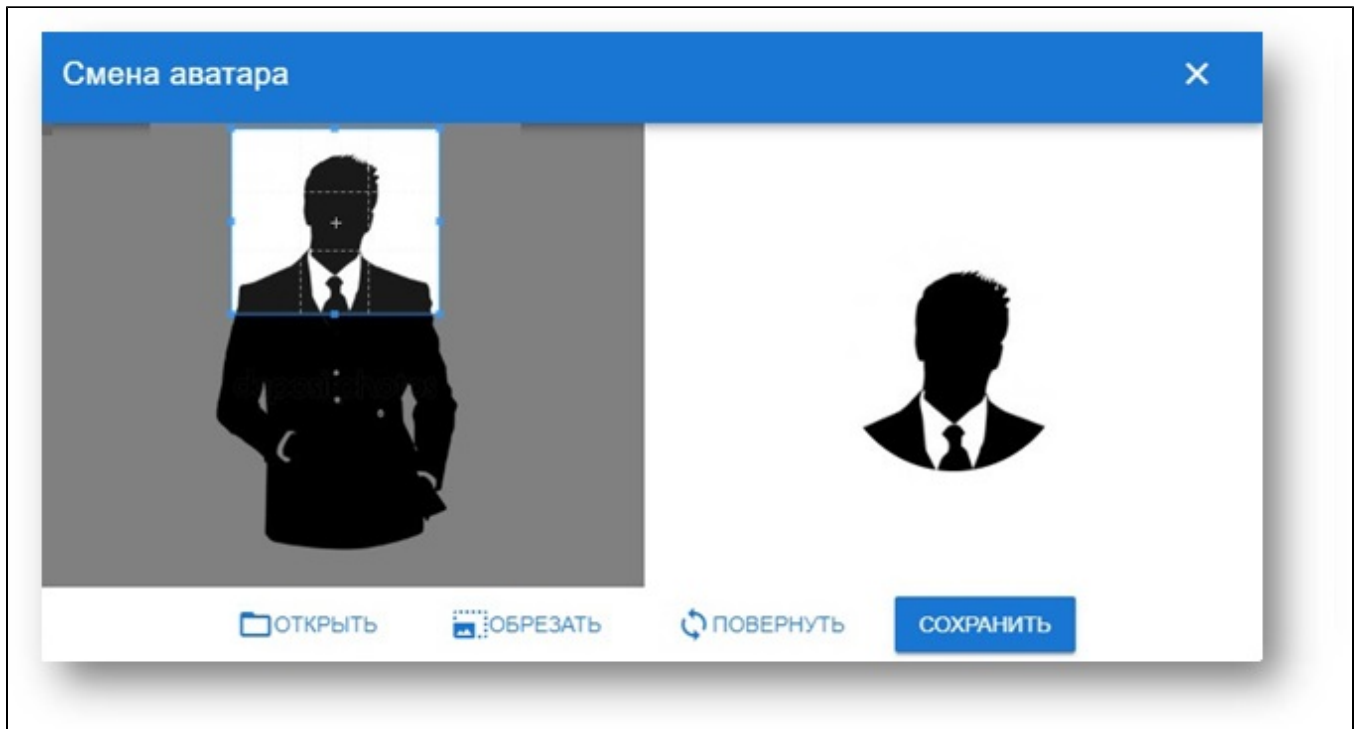 Смена аватара
ОТКРЫТЬ ОБРЕЗАТЬ ПОВЕРНУТЬ СОХРАНИТЬ